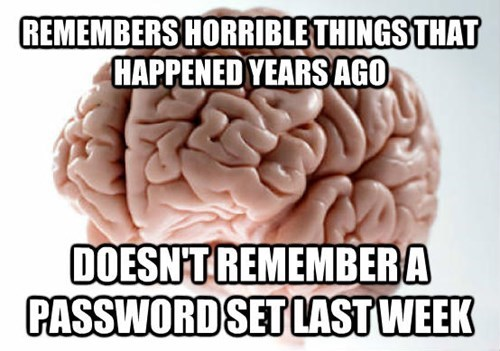 REMEMBERS HORRIBLE THINGS THAT
HAPPENED YEARS AGO
DOESN'T REMEMBER A
PASSWORD SET LAST WEEK